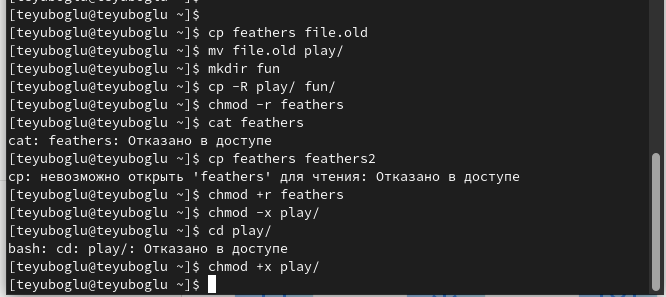 [teyuboglu@teyuboglu ~]$
[teyuboglu@teyuboglu ~]$ cp feathers file.old
[teyuboglu@teyuboglu ~]$ mv file.old play/
[teyuboglu@teyuboglu ~]$ mkdir fun
[teyuboglu@teyuboglu ~]$ cp -R play/ fun/
[teyuboglu@teyuboglu ~]$ chmod -r feathers
[teyuboglu@teyuboglu ~]$ cat feathers
cat: feathers: Отказано в доступе
[teyuboglu@teyuboglu ~]$ cp feathers feathers2
cp: невозможно открыть 'feathers' для чтения: Отказано в доступе
[teyuboglu@teyuboglu ~]$ chmod +r feathers
[teyuboglu@teyuboglu ~]$ chmod -x play/
[teyuboglu@teyuboglu ~]$ cd play/
bash: cd: play/: Отказано в доступе
[teyuboglu@teyuboglu ~]$ chmod +x play/
[teyuboglu@teyuboglu ~]$